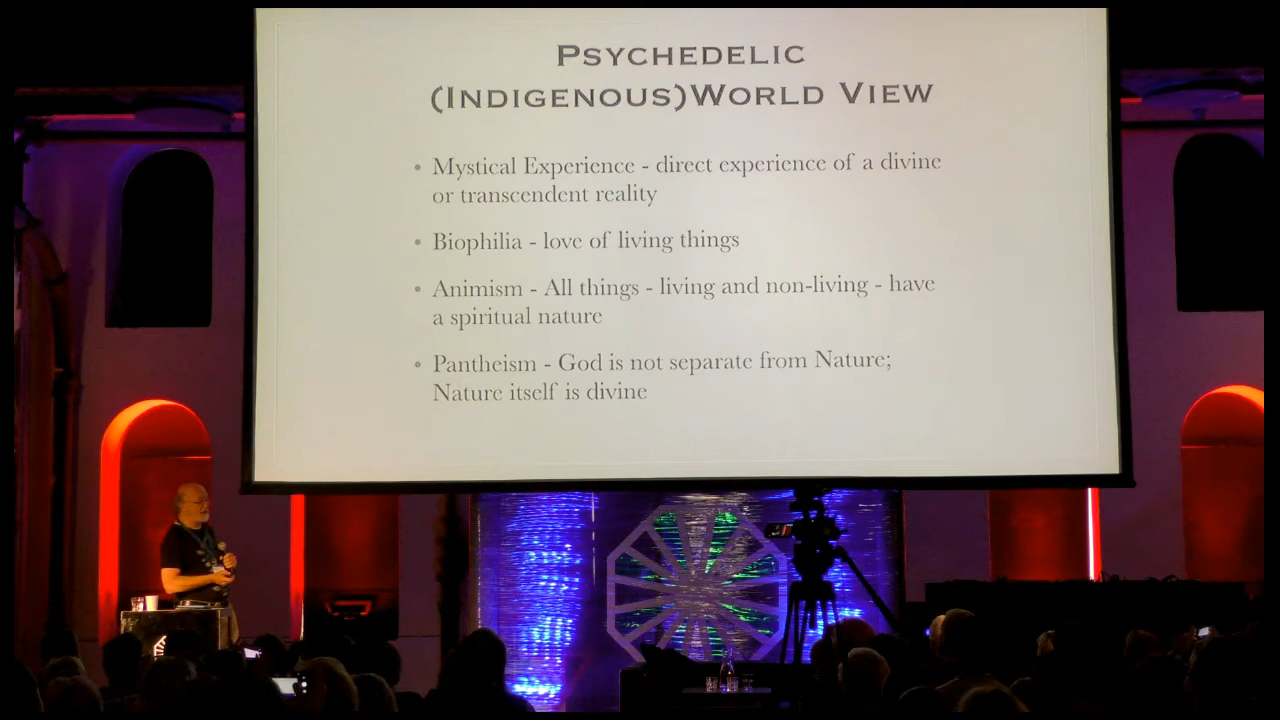 PSYCHEDELIC
(INDIGENOUS)WORLD VIEW
• Mystical Experience - direct experience of a divine
or transcendent reality
• Biophilia - love of living things
• Animism - All things - living and non-living - have
a spiritual nature
• Pantheism - God is not separate from Nature;
Nature itself is divine